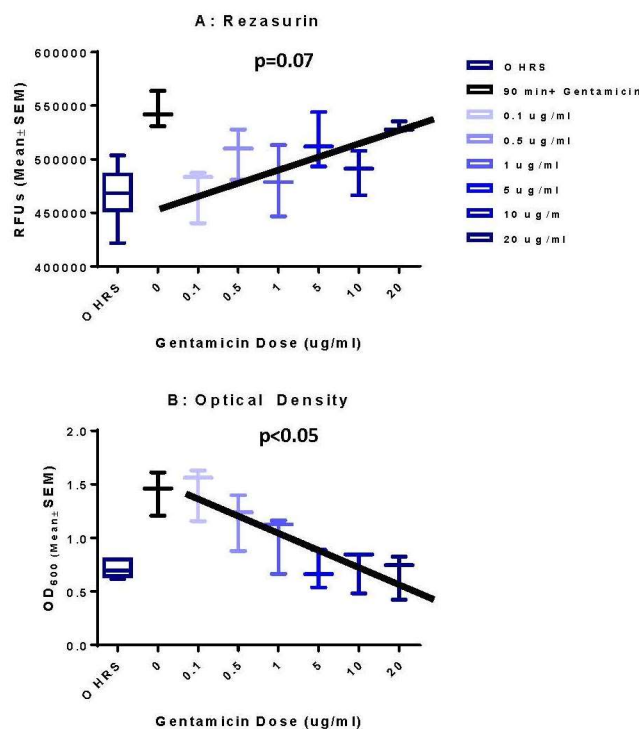 A: Rezasurin
p=0.07
RFUs (Mean± SEM)
600000
550000
500000
450000
400000
O HRS
0
0.1
0.5
1
5
10
20
Gentamicin Dose (ug/ml)
O HRS
90 min+ Gentamicin
0.1 ug/ml
0.5 ug/ml
1 ug/ml
5 ug/ml
10 ug/m
20 ug/ml
B: Optical Density
p<0.05
OD600 (Mean± SEM)
2.0
1.5
1.0
0.5
0.0
O HRS
0
0.1
0.5
1
5
10
20
Gentamicin Dose (ug/ml)